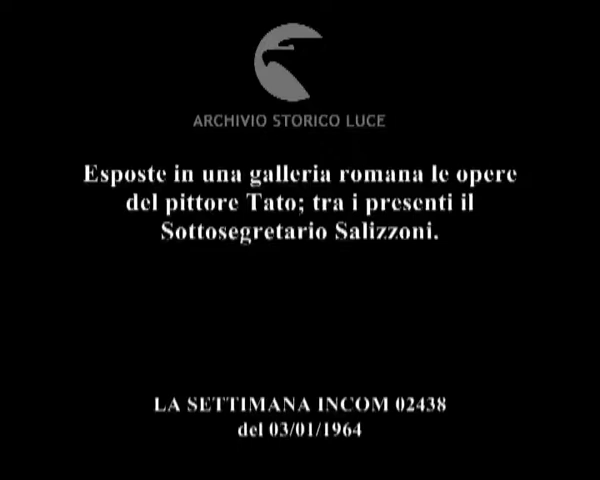 ARCHIVIO STORICO LUCE
Esposte in una galleria romana le opere
del pittore Tato; tra i presenti il
Sottosegretario Salizzoni.
LA SETTIMANA INCOM 02438
del 03/01/1964